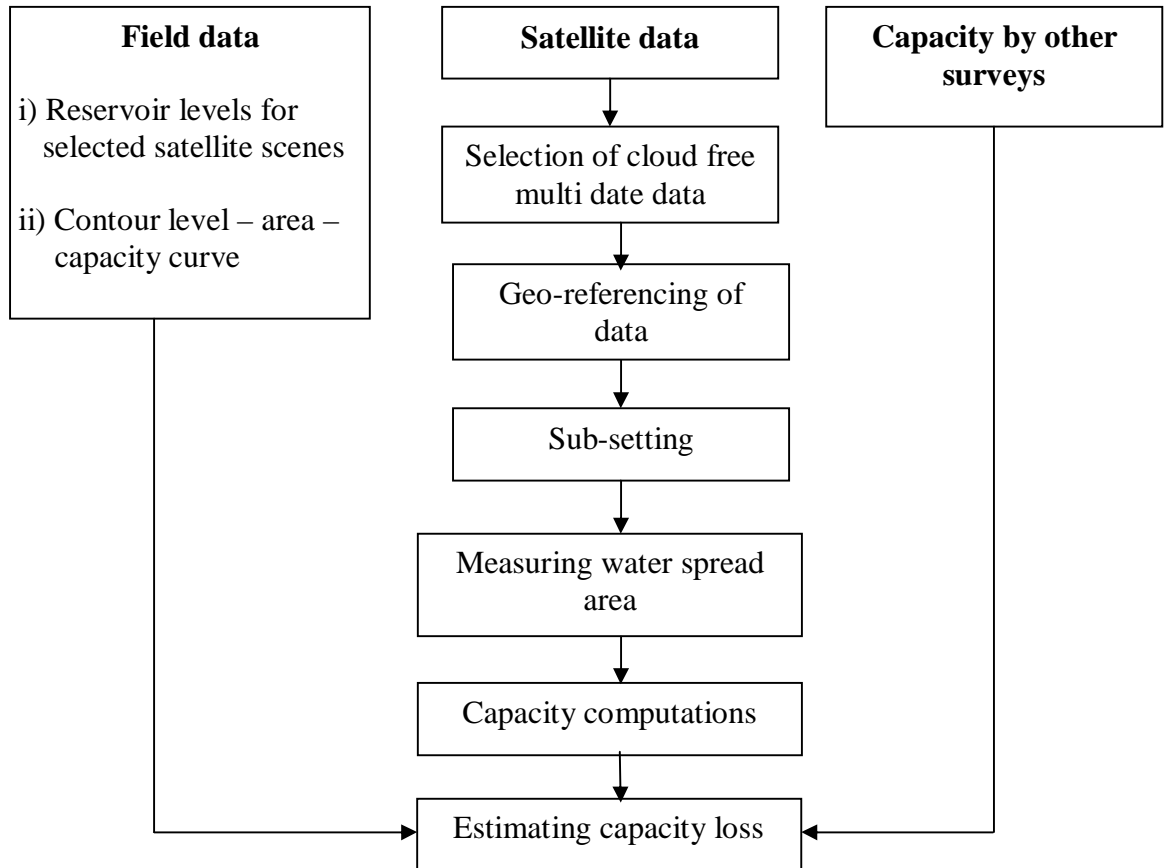 Field data
i) Reservoir levels for
selected satellite scenes
ii) Contour level – area –
capacity curve
Satellite data
Selection of cloud free
multi date data
Geo-referencing of
data
Sub-setting
Measuring water spread
area
Capacity computations
Estimating capacity loss
Capacity by other
surveys